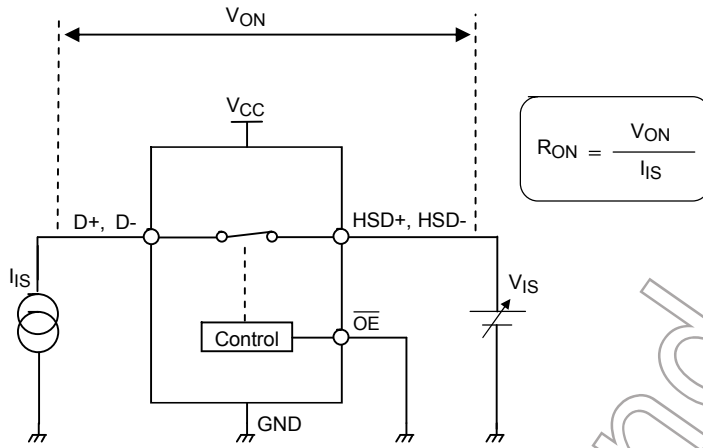 VON
VCC
RON = VON / IIS
D+, D-
HSD+, HSD-
IIS
VIS
OE
Control
GND